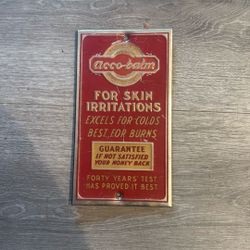 acco-balm
FOR SKIN
IRRITATIONS
EXCELS FOR COLDS
BEST FOR BURNS
GUARANTEE
IF NOT SATISFIED
YOUR MONEY BACK
FORTY YEARS' TEST
HAS PROVED IT BEST